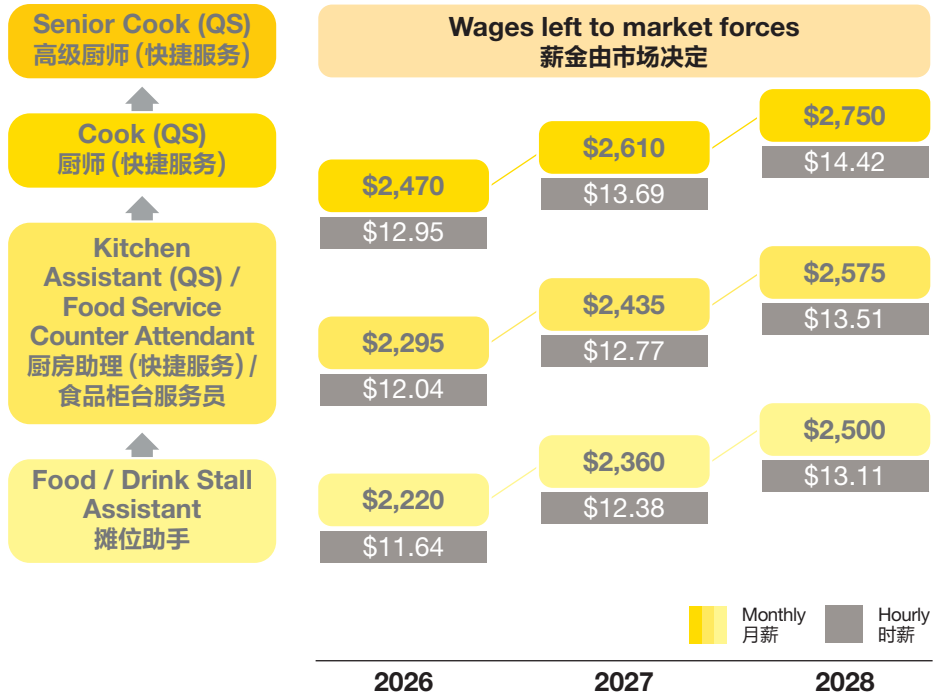 Senior Cook (QS)
高级厨师 (快捷服务)
Wages left to market forces
薪金由市场决定
Cook (QS)
厨师 (快捷服务)
$2,470
$12.95
$2,610
$13.69
$2,750
$14.42
Kitchen
Assistant (QS) /
Food Service
Counter Attendant
厨房助理 (快捷服务) /
食品柜台服务员
$2,295
$12.04
$2,435
$12.77
$2,575
$13.51
Food / Drink Stall
Assistant
摊位助手
$2,220
$11.64
$2,360
$12.38
$2,500
$13.11
Monthly
月薪
Hourly
时薪
2026
2027
2028